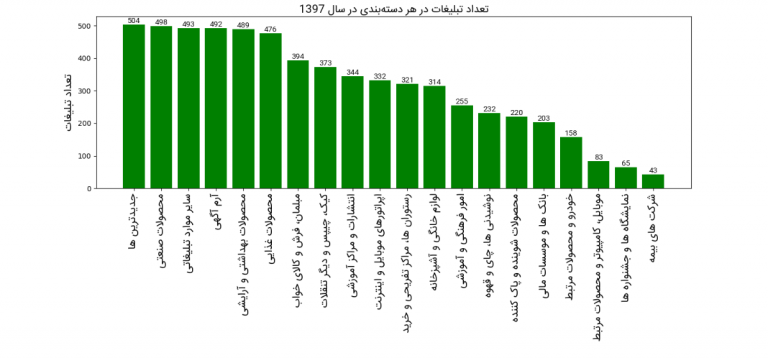 تعداد تبلیغات در هر دسته‌بندی در سال 1397
تعداد تبلیغات
500
400
300
200
100
0
504
498
493
492
489
476
394
373
344
332
321
314
255
232
220
203
158
83
65
43
جدیدترین ها
محصولات صنعتی
سایر موارد تبلیغاتی
آرم آگهی
محصولات بهداشتی و آرایشی
محصولات غذایی
مبلمان، فرش و کالای خواب
کیک، چیپس و دیگر تنقلات
انتشارات و مراکز آموزشی
اپراتورهای موبایل و اینترنت
رستوران ها، مراکز تفریحی و خرید
لوازم خانگی و آشپزخانه
امور فرهنگی و آموزشی
نوشیدنی ها، چای و قهوه
محصولات شوینده و پاک کننده
بانک ها و موسسات مالی
خودرو و محصولات مرتبط
موبایل، کامپیوتر و محصولات مرتبط
نمایشگاه ها و جشنواره ها
شرکت های بیمه